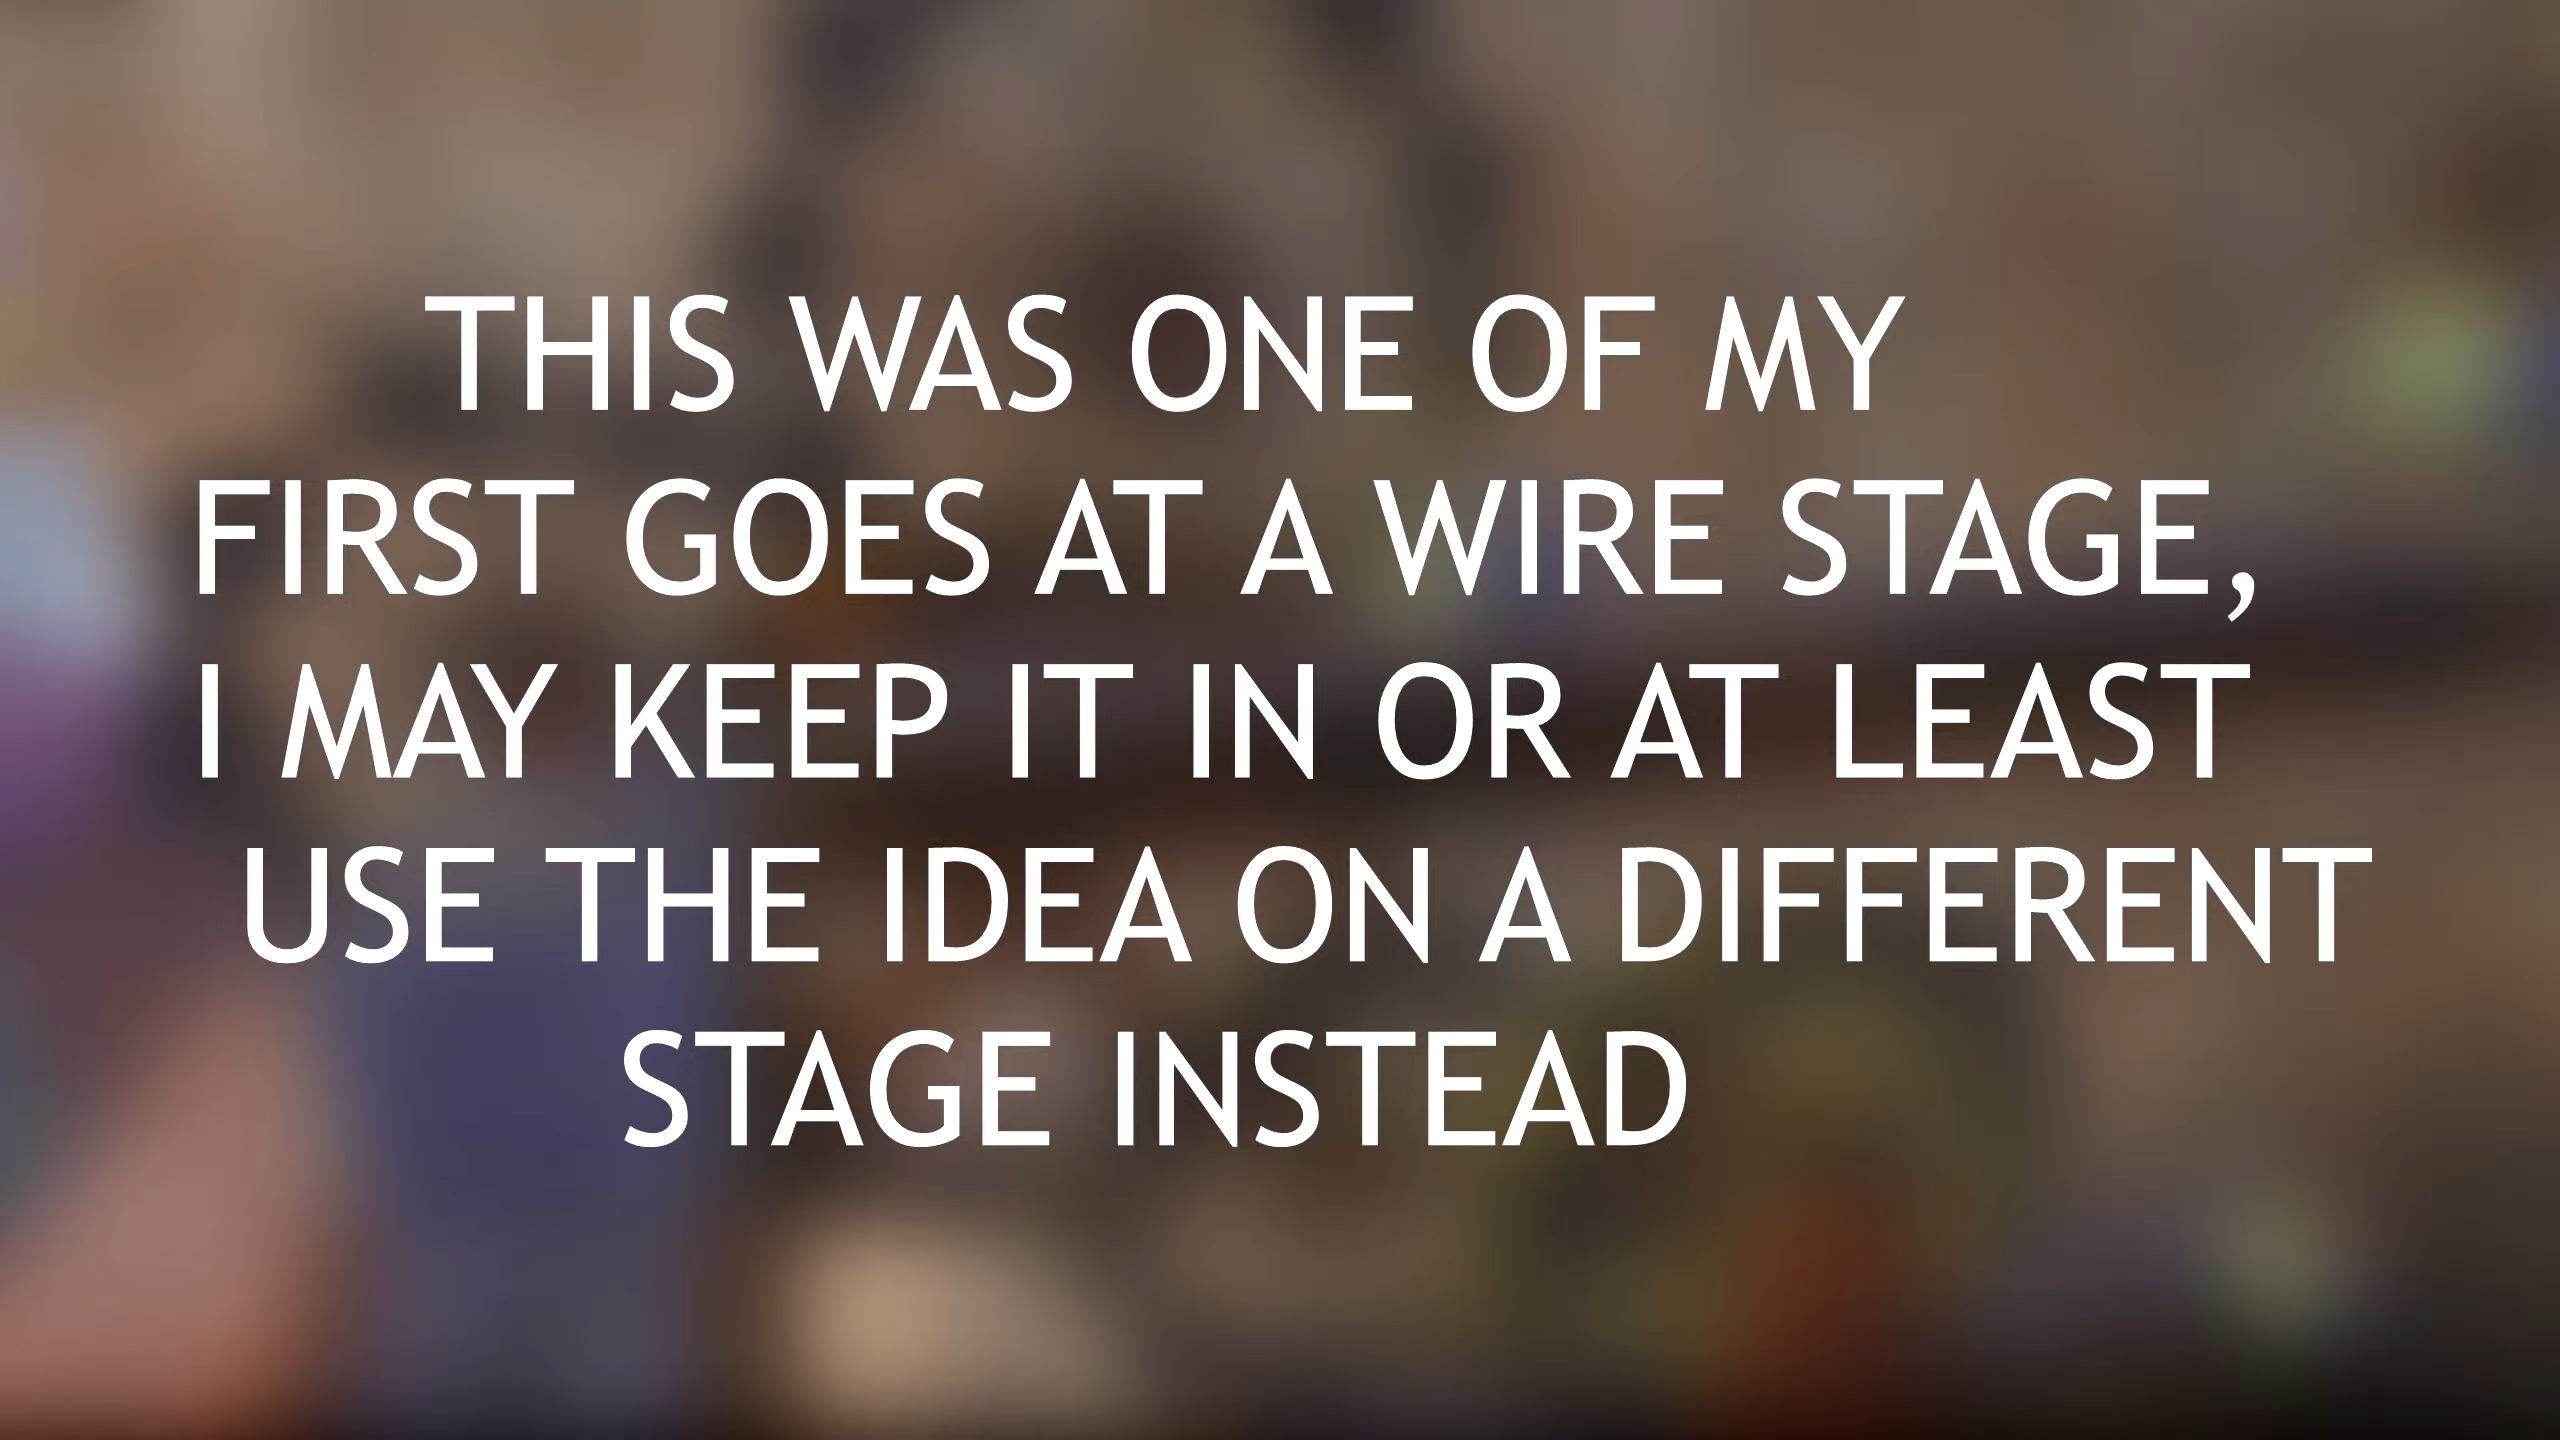 THIS WAS ONE OF MY
FIRST GOES AT A WIRE STAGE,
I MAY KEEP IT IN OR AT LEAST
USE THE IDEA ON A DIFFERENT
STAGE INSTEAD